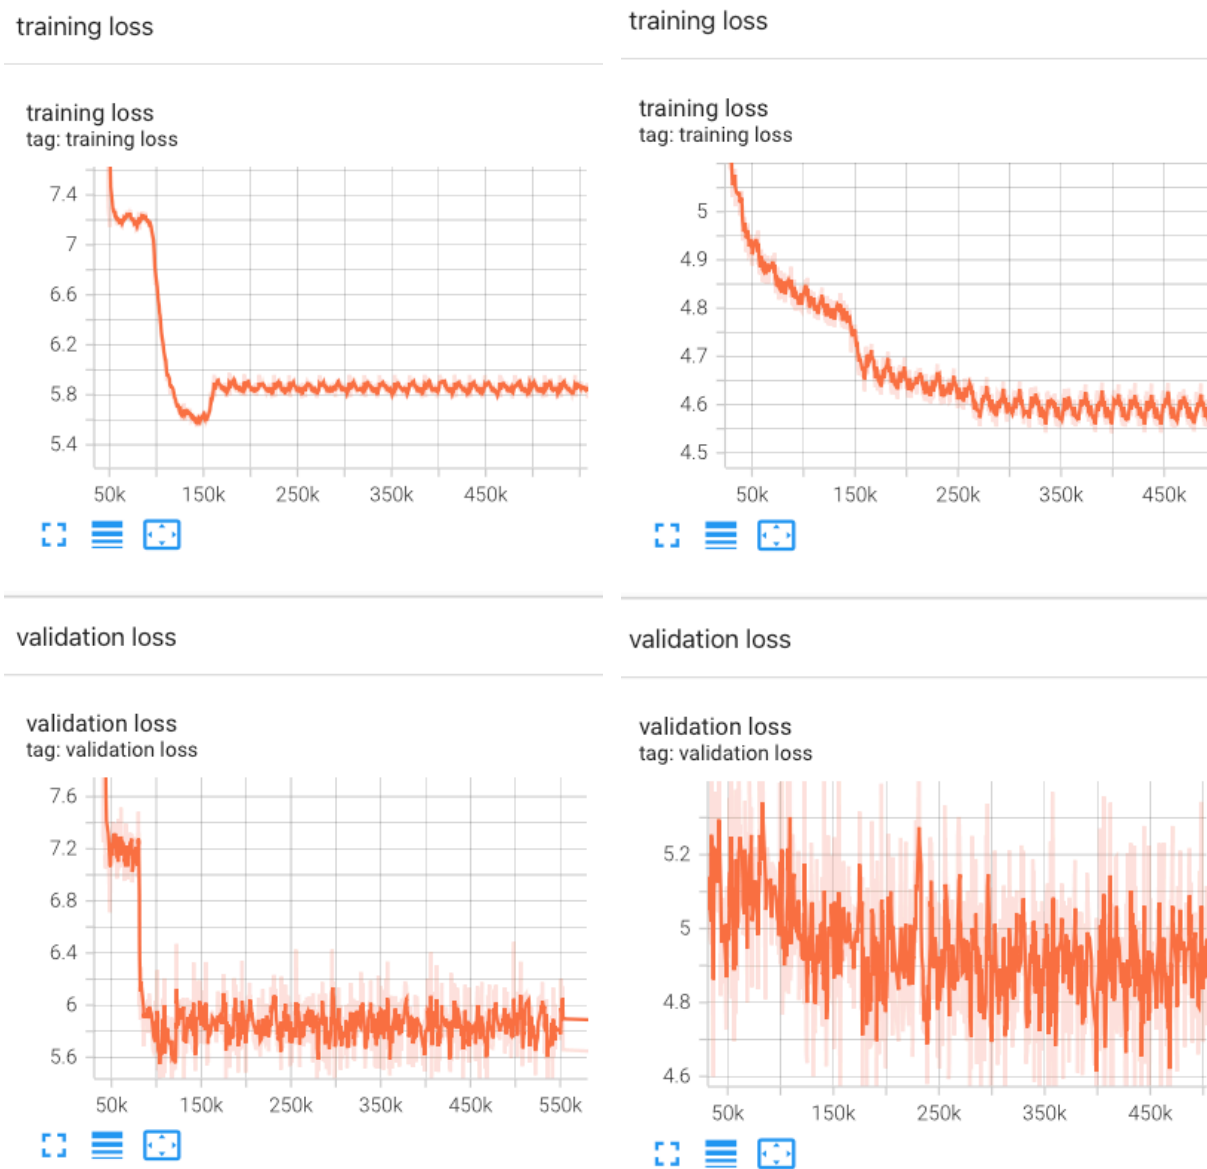 training loss
training loss
tag: training loss
7.4
7
6.6
6.2
5.8
5.4
50k 150k 250k 350k 450k
training loss
training loss
tag: training loss
5
4.9
4.8
4.7
4.6
4.5
50k 150k 250k 350k 450k
validation loss
validation loss
tag: validation loss
7.6
7.2
6.8
6.4
6
5.6
50k 150k 250k 350k 450k 550k
validation loss
validation loss
tag: validation loss
5.2
5
4.8
4.6
50k 150k 250k 350k 450k